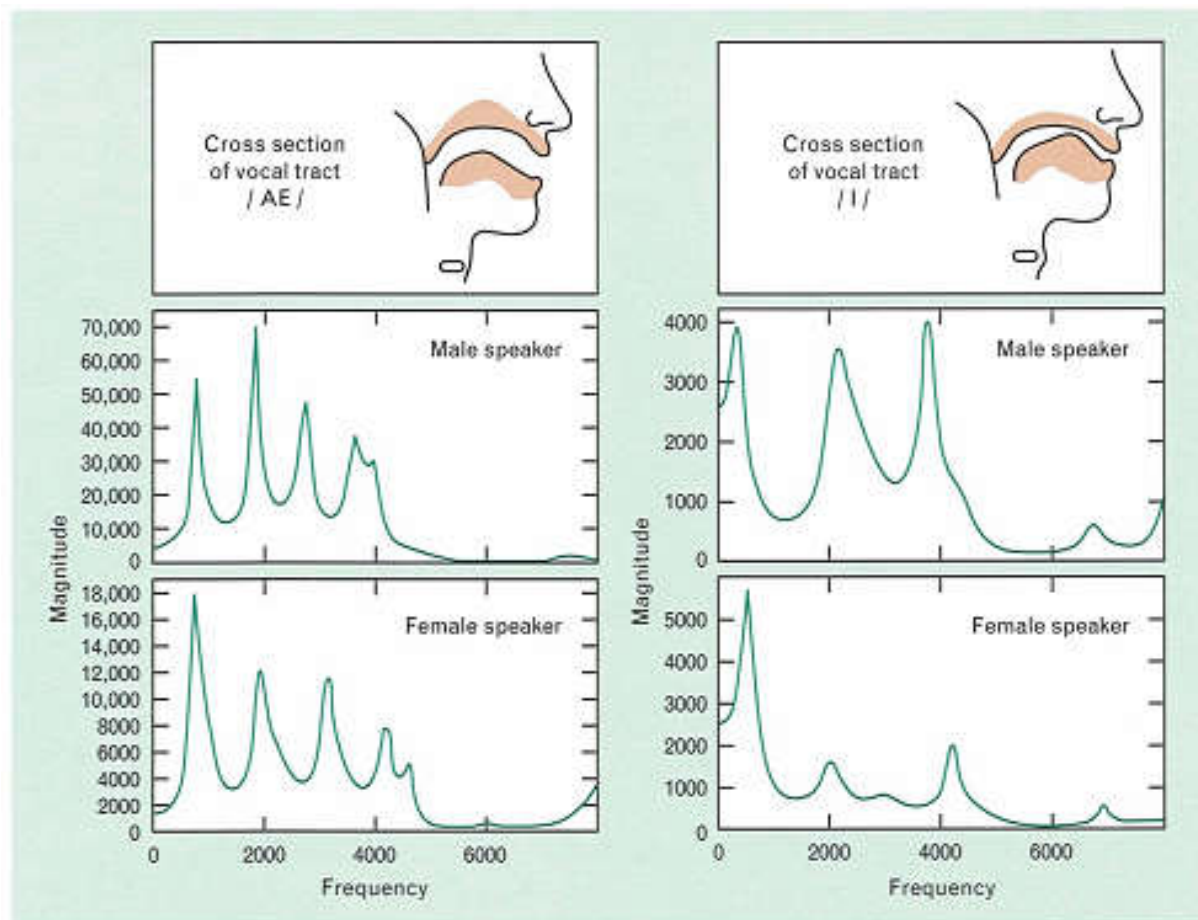 Cross section
of vocal tract
/ AE /
Cross section
of vocal tract
/ I /
Magnitude
70,000
60,000
50,000
40,000
30,000
20,000
10,000
0
Male speaker
Magnitude
4000
3000
2000
1000
0
Male speaker
18,000
16,000
14,000
12,000
10,000
8000
6000
4000
2000
0
Female speaker
0 2000 4000 6000
Frequency
5000
4000
3000
2000
1000
0
Female speaker
0 2000 4000 6000
Frequency